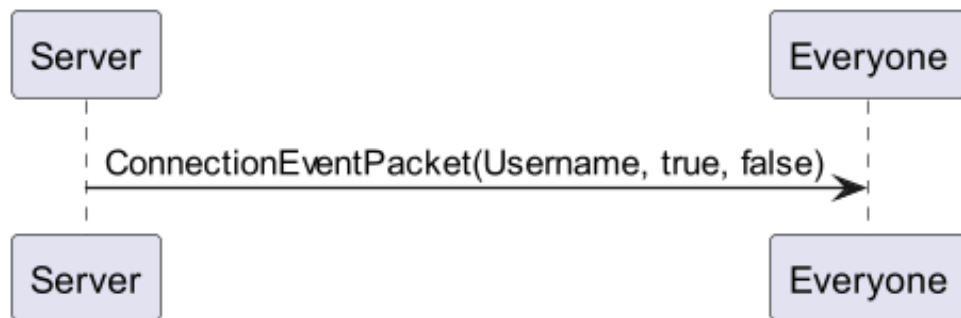 Server
Everyone
ConnectionEventPacket(Username, true, false)
Server
Everyone